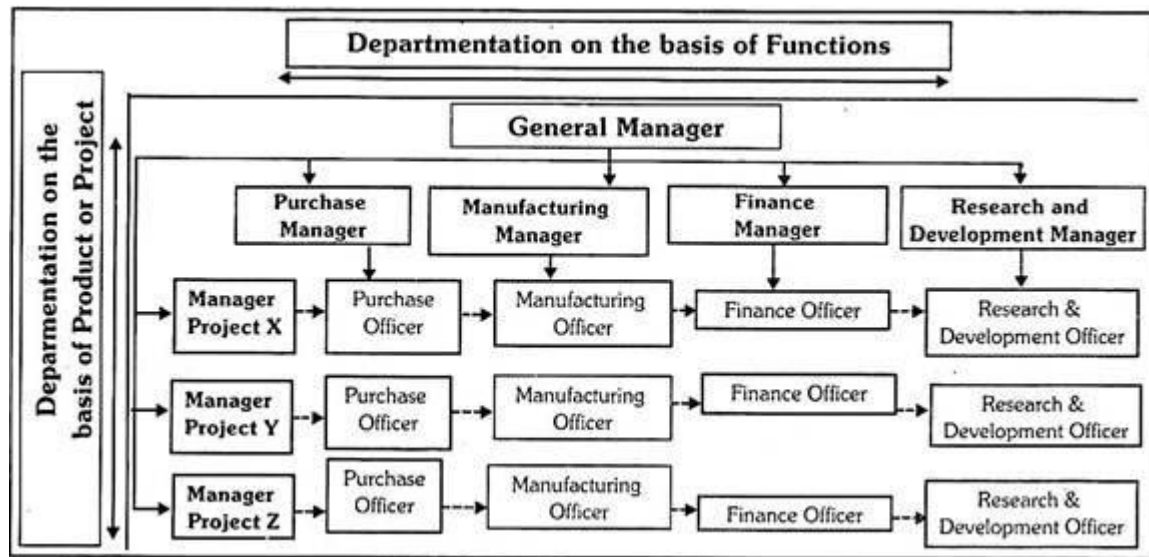 Departmentation on the basis of Functions
Deparmentation on the
basis of Product or Project
General Manager
Purchase
Manager
Manufacturing
Manager
Finance
Manager
Research and
Development Manager
Manager
Project X
Purchase
Officer
Manufacturing
Officer
Finance Officer
Research &
Development Officer
Manager
Project Y
Purchase
Officer
Manufacturing
Officer
Finance Officer
Research &
Development Officer
Manager
Project Z
Purchase
Officer
Manufacturing
Officer
Finance Officer
Research &
Development Officer